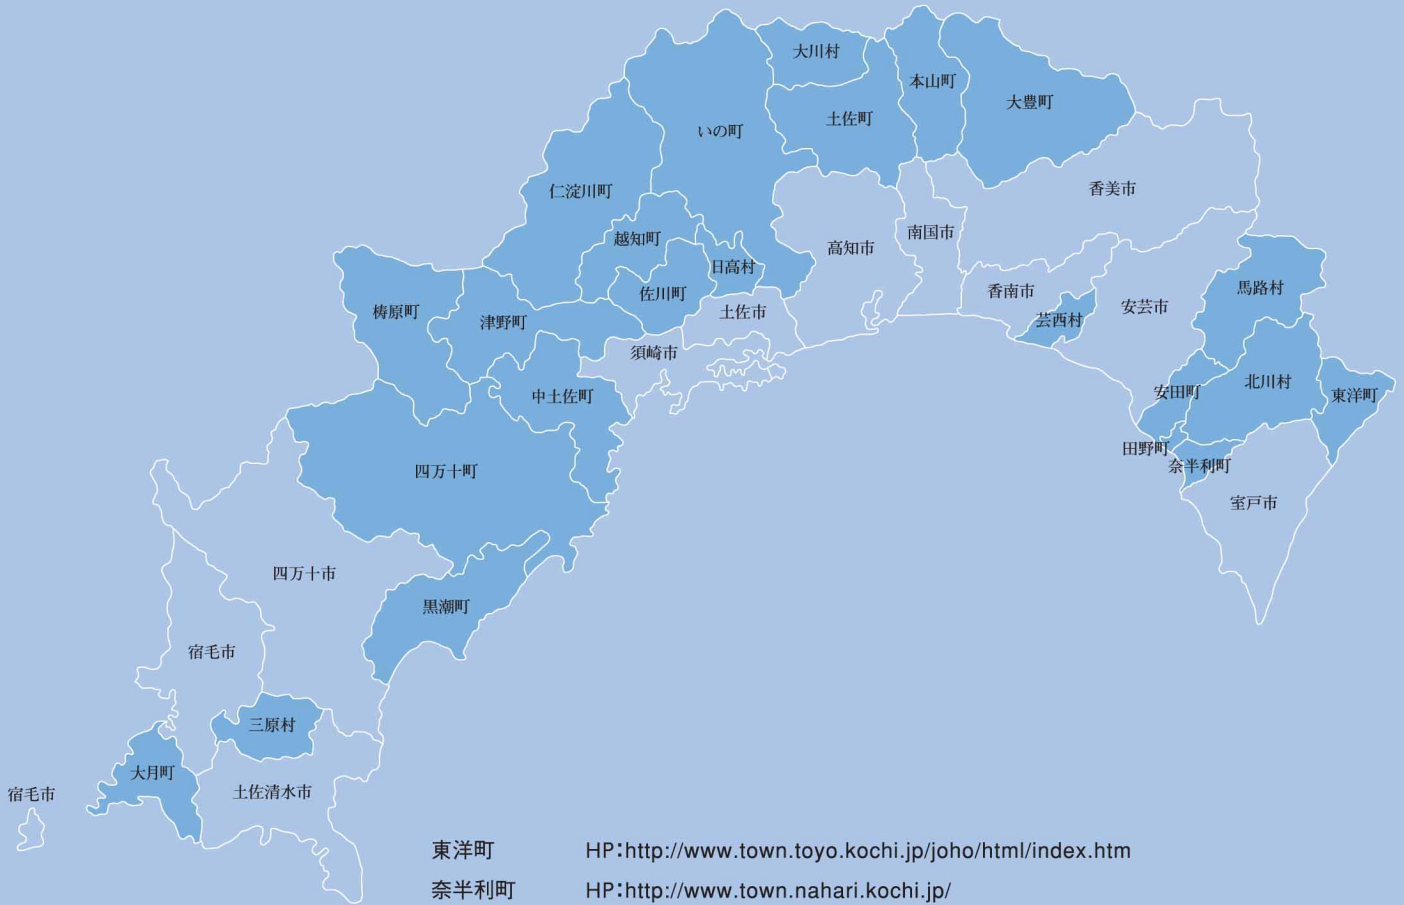 大川村
本山町
大豊町
土佐町
いの町
香美市
仁淀川町
越知町
南国市
高知市
日高村
馬路村
佐川町
香南市
梼原町
土佐市
安芸市
津野町
芸西村
須崎市
北川村
安田町
東洋町
中土佐町
田野町
奈半利町
四万十町
室戸市
四万十市
黒潮町
宿毛市
三原村
大月町
土佐清水市
宿毛市
東洋町 HP:http://www.town.toyo.kochi.jp/joho/html/index.htm
奈半利町 HP:http://www.town.nahari.kochi.jp/